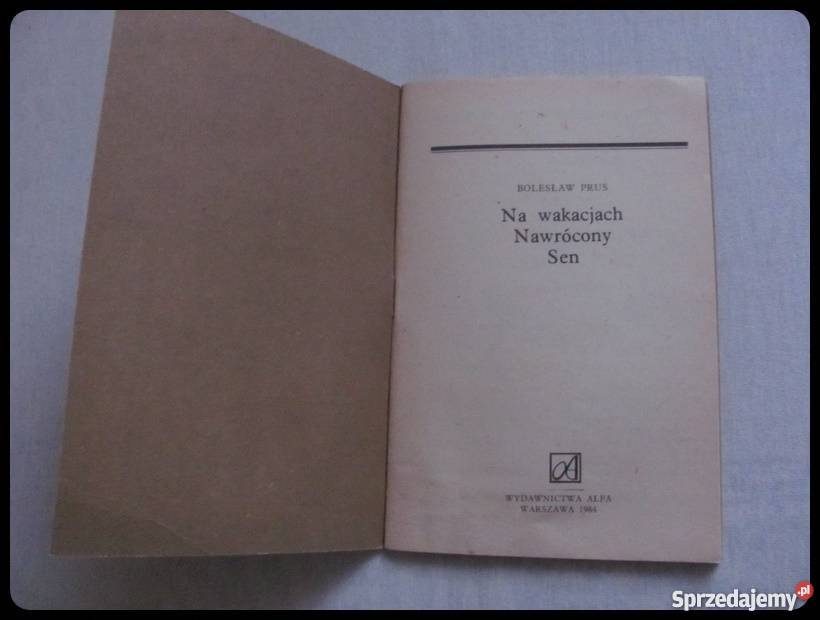 BOLESŁAW PRUS
Na wakacjach
Nawrócony
Sen
WYDAWNICTWA ALFA
WARSZAWA 1984
Sprzedajemy.pl